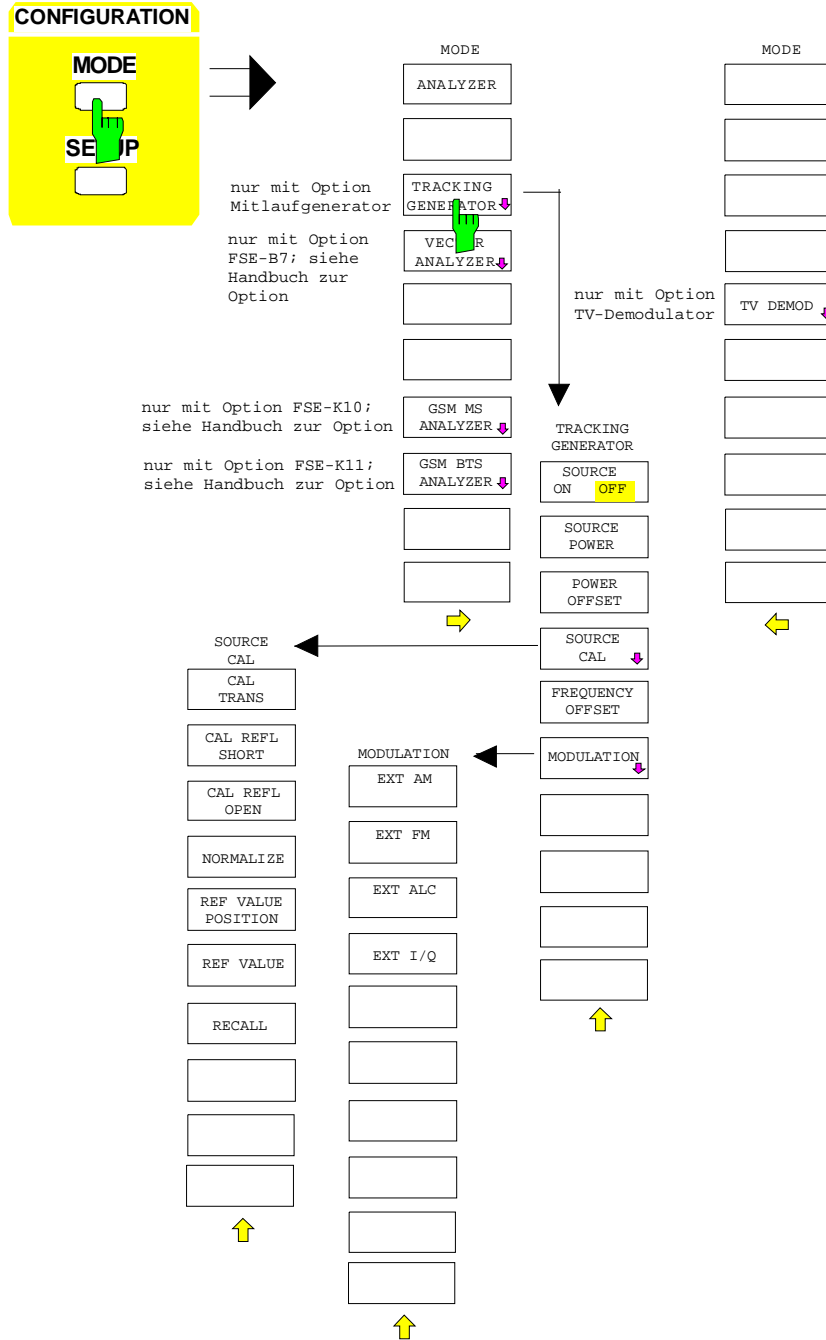 CONFIGURATION
MODE
SE UP
MODE
ANALYZER
nur mit Option
Mitlaufgenerator
TRACKING
GENERATOR
nur mit Option
FSE-B7; siehe
Handbuch zur
Option
VEC R
ANALYZER
nur mit Option FSE-K10;
siehe Handbuch zur Option
GSM MS
ANALYZER
nur mit Option FSE-K11;
siehe Handbuch zur Option
GSM BTS
ANALYZER
MODE
nur mit Option
TV-Demodulator
TV DEMOD
TRACKING
GENERATOR
SOURCE
ON OFF
SOURCE
POWER
POWER
OFFSET
SOURCE
CAL
FREQUENCY
OFFSET
MODULATION
SOURCE
CAL
CAL
TRANS
CAL REFL
SHORT
CAL REFL
OPEN
NORMALIZE
REF VALUE
POSITION
REF VALUE
RECALL
MODULATION
EXT AM
EXT FM
EXT ALC
EXT I/Q